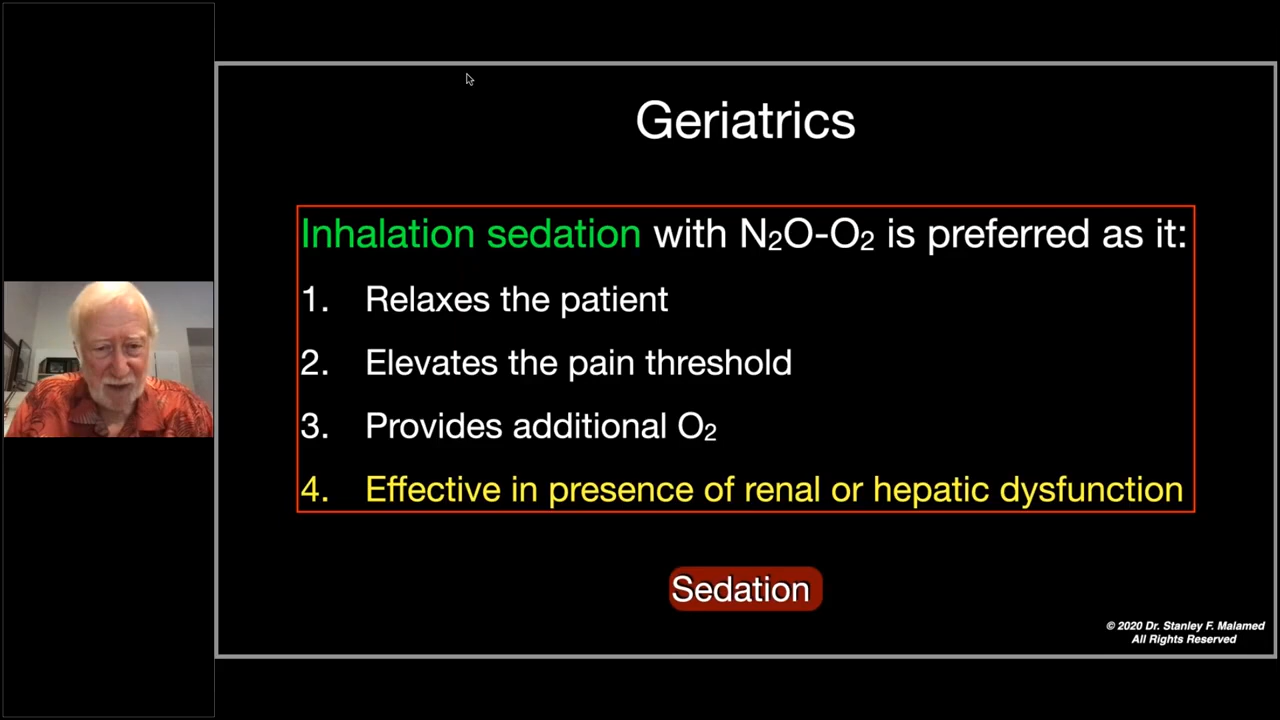 Geriatrics
Inhalation sedation with N₂O-O₂ is preferred as it:
1. Relaxes the patient
2. Elevates the pain threshold
3. Provides additional O₂
4. Effective in presence of renal or hepatic dysfunction
Sedation
© 2020 Dr. Stanley F. Malamed
All Rights Reserved